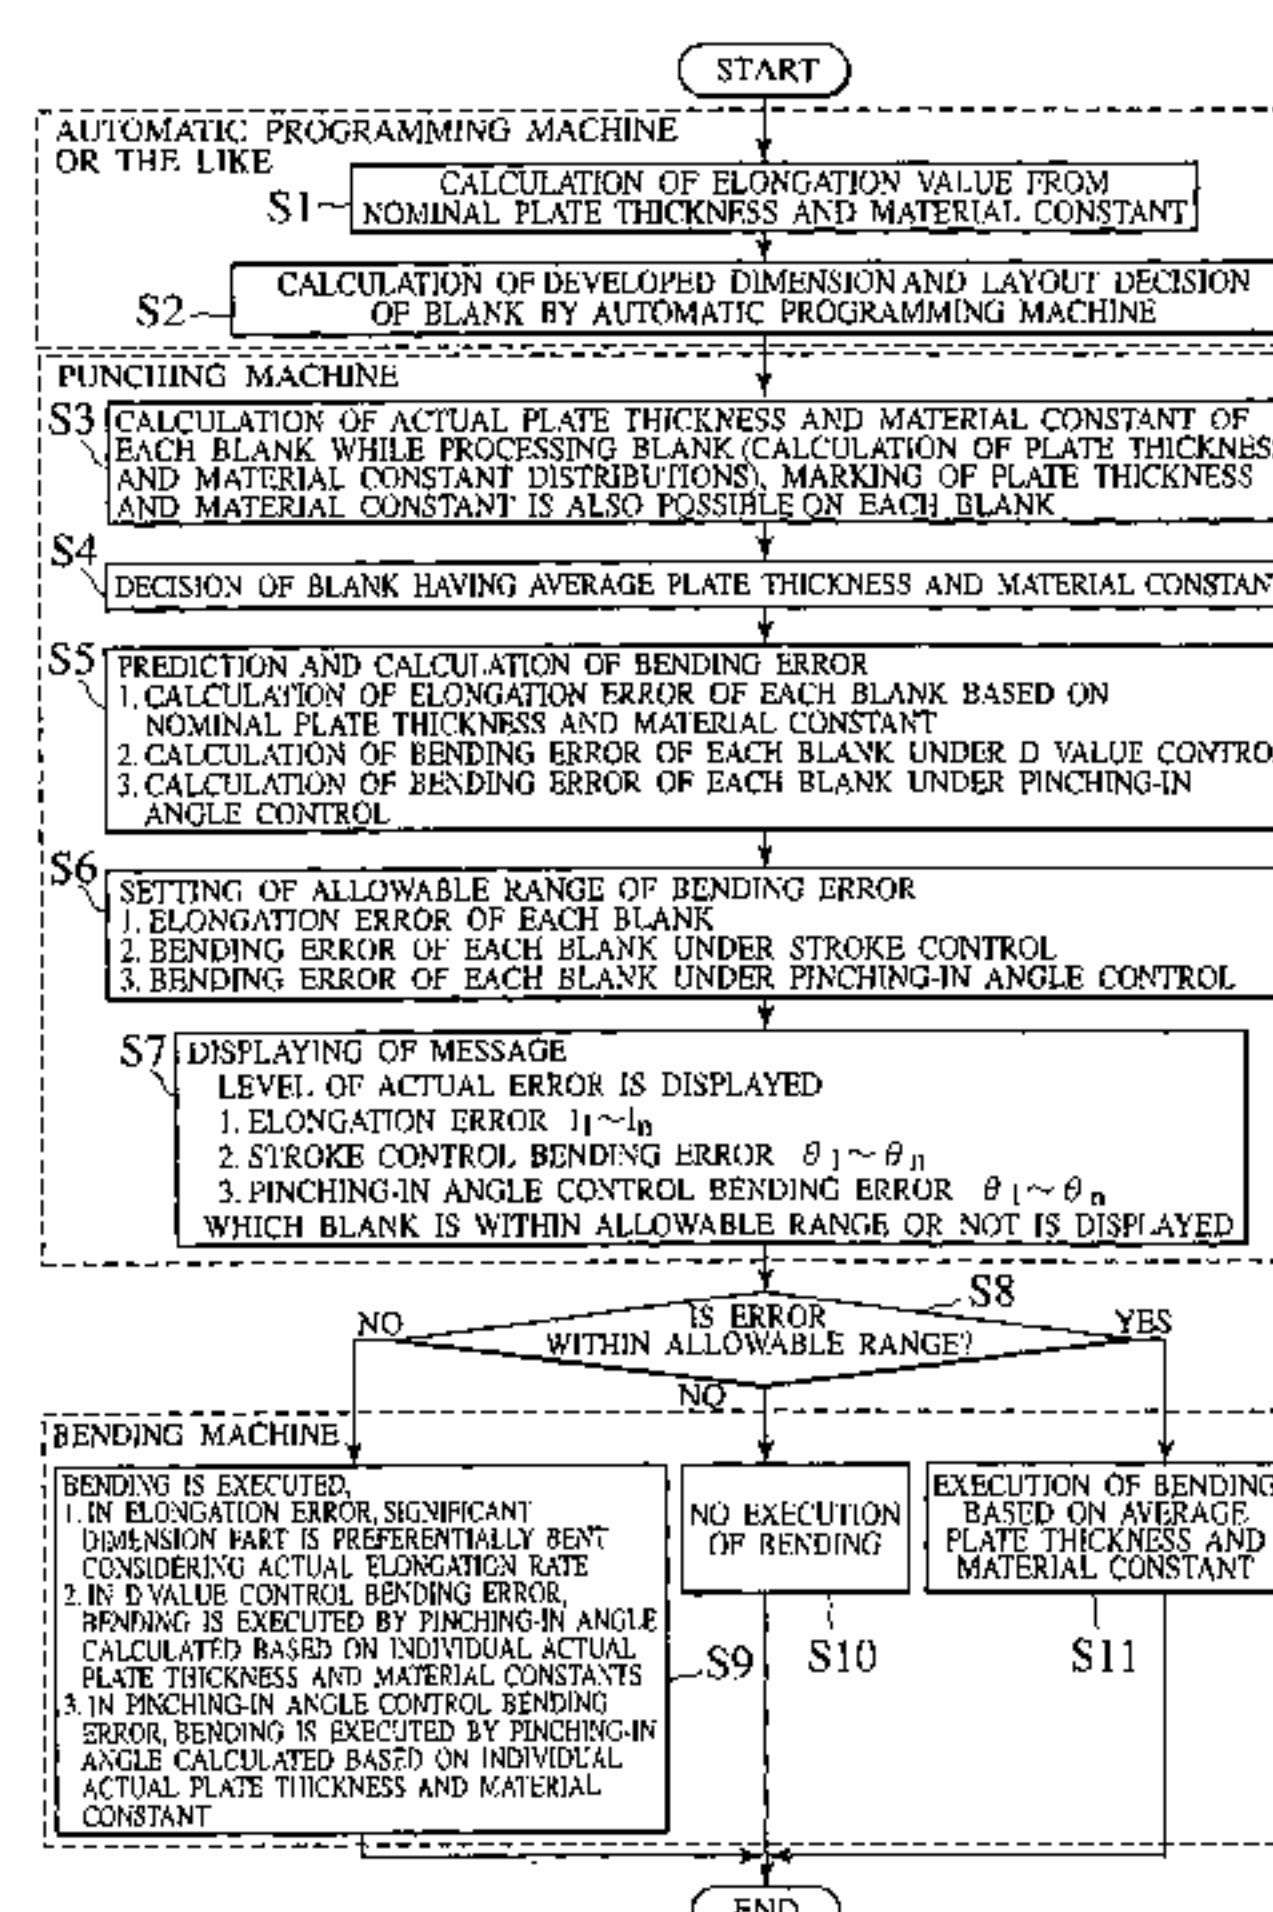 START
AUTOMATIC PROGRAMMING MACHINE
OR THE LIKE
S1
CALCULATION OF ELONGATION VALUE FROM
NOMINAL PLATE THICKNESS AND MATERIAL CONSTANT
S2
CALCULATION OF DEVELOPED DIMENSION AND LAYOUT DECISION
OF BLANK BY AUTOMATIC PROGRAMMING MACHINE
PUNCHING MACHINE
S3
CALCULATION OF ACTUAL PLATE THICKNESS AND MATERIAL CONSTANT OF
EACH BLANK WHILE PROCESSING BLANK (CALCULATION OF PLATE THICKNES
AND MATERIAL CONSTANT DISTRIBUTIONS), MARKING OF PLATE THICKNESS
AND MATERIAL CONSTANT IS ALSO POSSIBLE ON EACH BLANK
S4
DECISION OF BLANK HAVING AVERAGE PLATE THICKNESS AND MATERIAL CONSTAN
S5
PREDICTION AND CALCULATION OF BENDING ERROR
1. CALCULATION OF ELONGATION ERROR OF EACH BLANK BASED ON
NOMINAL PLATE THICKNESS AND MATERIAL CONSTANT
2. CALCULATION OF BENDING ERROR OF EACH BLANK UNDER D VALUE CONTRO
3. CALCULATION OF BENDING ERROR OF EACH BLANK UNDER PINCHING-IN
ANGLE CONTROL
S6
SETTING OF ALLOWABLE RANGE OF BENDING ERROR
1. ELONGATION ERROR OF EACH BLANK
2. BENDING ERROR OF EACH BLANK UNDER STROKE CONTROL
3. BENDING ERROR OF EACH BLANK UNDER PINCHING-IN ANGLE CONTROL
S7
DISPLAYING OF MESSAGE
LEVEL OF ACTUAL ERROR IS DISPLAYED
1. ELONGATION ERROR l1~ln
2. STROKE CONTROL BENDING ERROR θ1~θn
3. PINCHING-IN ANGLE CONTROL BENDING ERROR θ1~θn
WHICH BLANK IS WITHIN ALLOWABLE RANGE OR NOT IS DISPLAYED
S8
IS ERROR
WITHIN ALLOWABLE RANGE?
NO
YES
NO
BENDING MACHINE
BENDING IS EXECUTED,
1. IN ELONGATION ERROR, SIGNIFICANT
DIMENSION PART IS PREFERENTIALLY BENT
CONSIDERING ACTUAL ELONGATION RATE
2. IN D VALUE CONTROL BENDING ERROR,
BENDING IS EXECUTED BY PINCHING-IN ANGLE
CALCULATED BASED ON INDIVIDUAL ACTUAL
PLATE THICKNESS AND MATERIAL CONSTANTS
3. IN PINCHING-IN ANGLE CONTROL BENDING
ERROR, BENDING IS EXECUTED BY PINCHING-IN
ANGLE CALCULATED BASED ON INDIVIDUAL
ACTUAL PLATE THICKNESS AND MATERIAL
CONSTANT
S9
NO EXECUTION
OF BENDING
S10
EXECUTION OF BENDING
BASED ON AVERAGE
PLATE THICKNESS AND
MATERIAL CONSTANT
S11
END